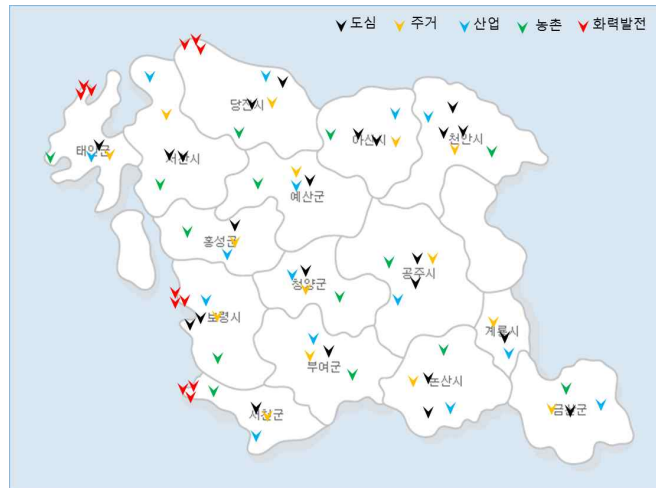 도심 주거 산업 농촌 화력발전
당진시
아산시
천안시
태안군
서산시
예산군
홍성군
공주시
청양군
보령시
계룡시
부여군
논산시
서천군
금산군